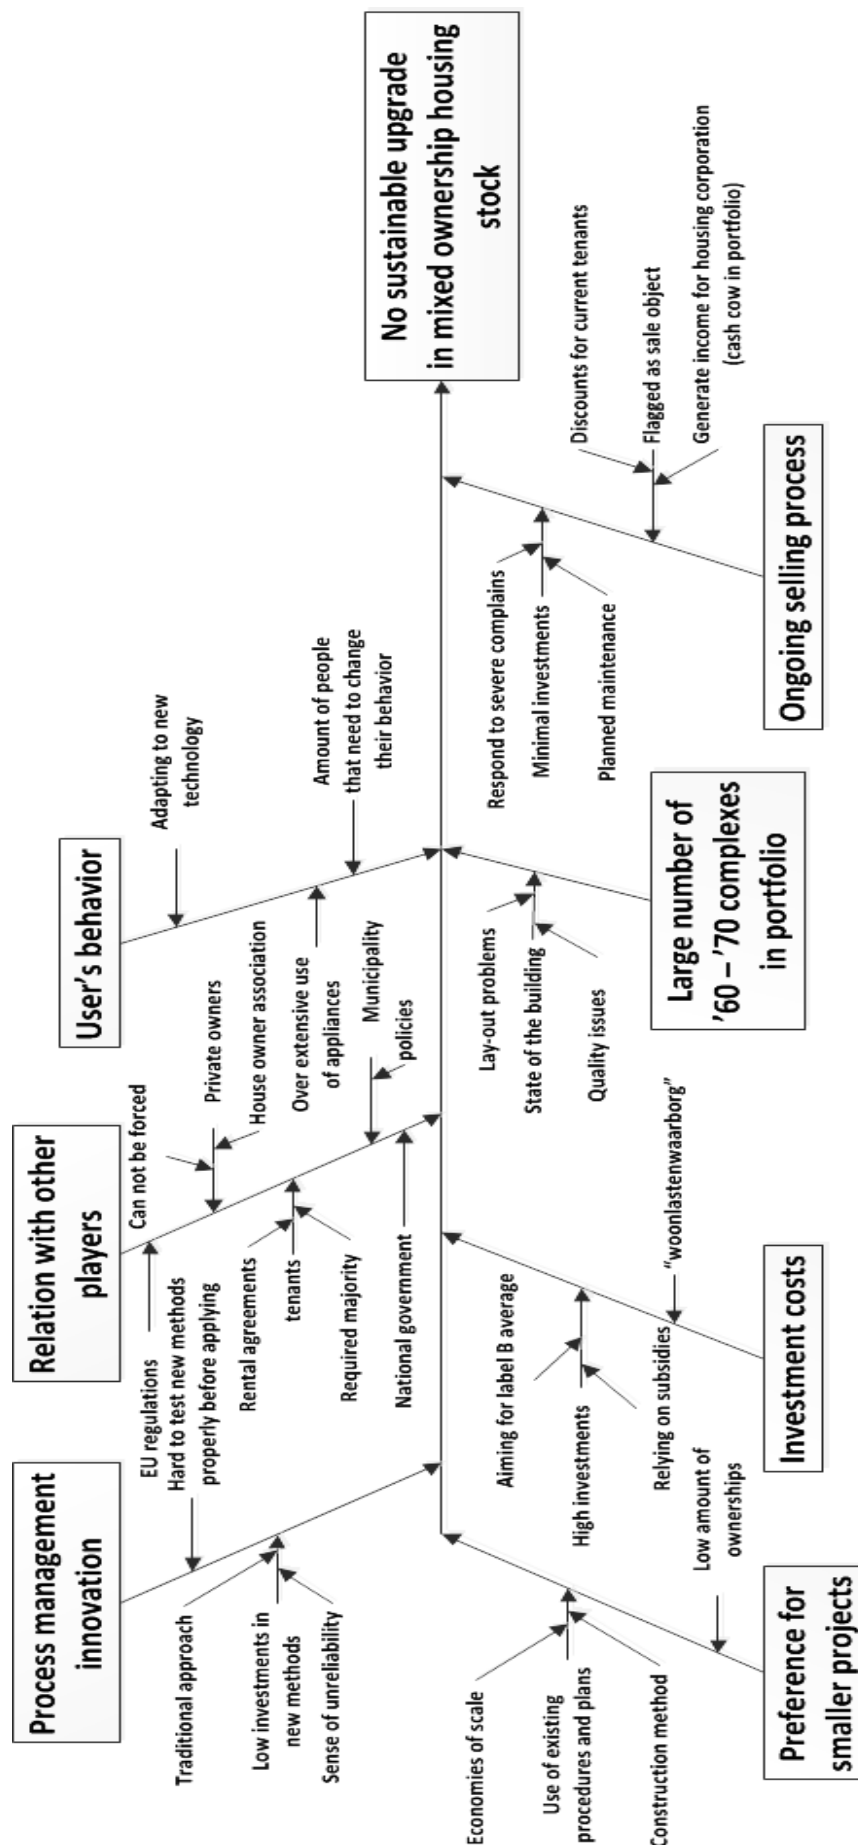 Process management
innovation
Relation with other
players
User's behavior
Hard to test new methods
properly before applying
Traditional approach
Low investments in
new methods
Sense of unreliability
EU regulations
Can not be forced
Private owners
House owner association
Rental agreements
tenants
Required majority
Municipality
policies
National government
Adapting to new
technology
Over extensive use
of appliances
Amount of people
that need to change
their behavior
No sustainable upgrade
in mixed ownership housing
stock
Economies of scale
Use of existing
procedures and plans
Construction method
Low amount of
ownerships
Aiming for label B average
High investments
Relying on subsidies
“woonlastenwaarborg”
Lay-out problems
State of the building
Quality issues
Respond to severe complains
Minimal investments
Planned maintenance
Discounts for current tenants
Flagged as sale object
Generate income for housing corporation
(cash cow in portfolio)
Preference for
smaller projects
Investment costs
Large number of
’60 – ’70 complexes
in portfolio
Ongoing selling process